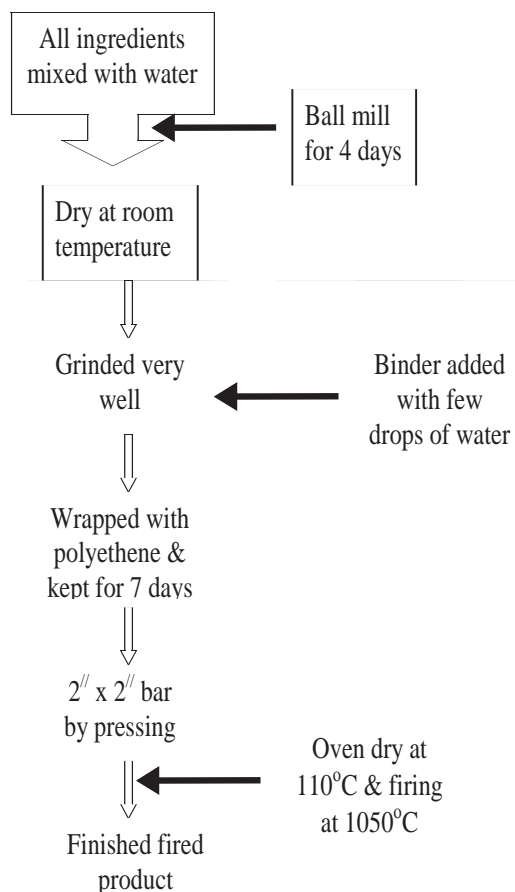 All ingredients
mixed with water
Ball mill
for 4 days
Dry at room
temperature
Grinded very
well
Binder added
with few
drops of water
Wrapped with
polyethene &
kept for 7 days
2// x 2// bar
by pressing
Oven dry at
110°C & firing
at 1050°C
Finished fired
product